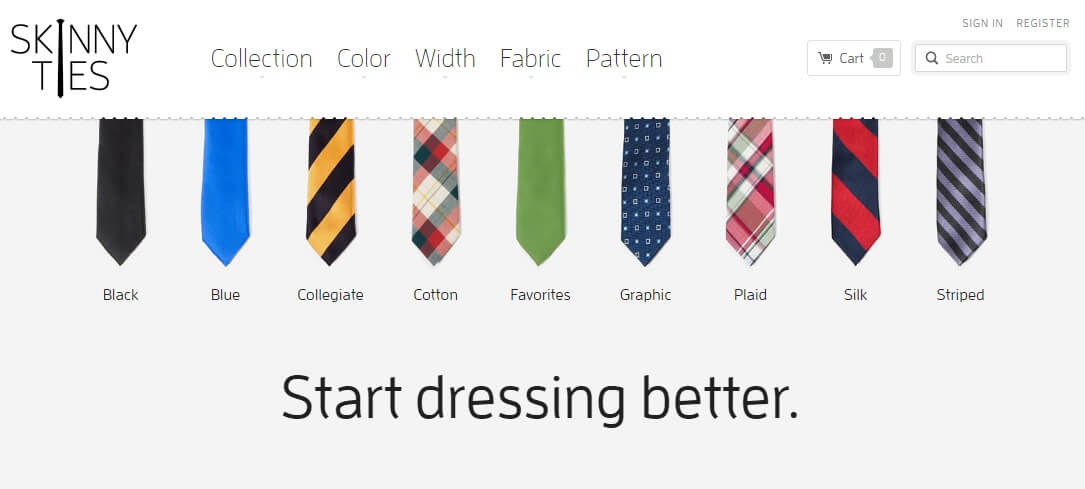 SKINNY
TIES
SIGN IN REGISTER
Collection Color Width Fabric Pattern
Cart 0 Search
Black Blue Collegiate Cotton Favorites Graphic Plaid Silk Striped
Start dressing better.